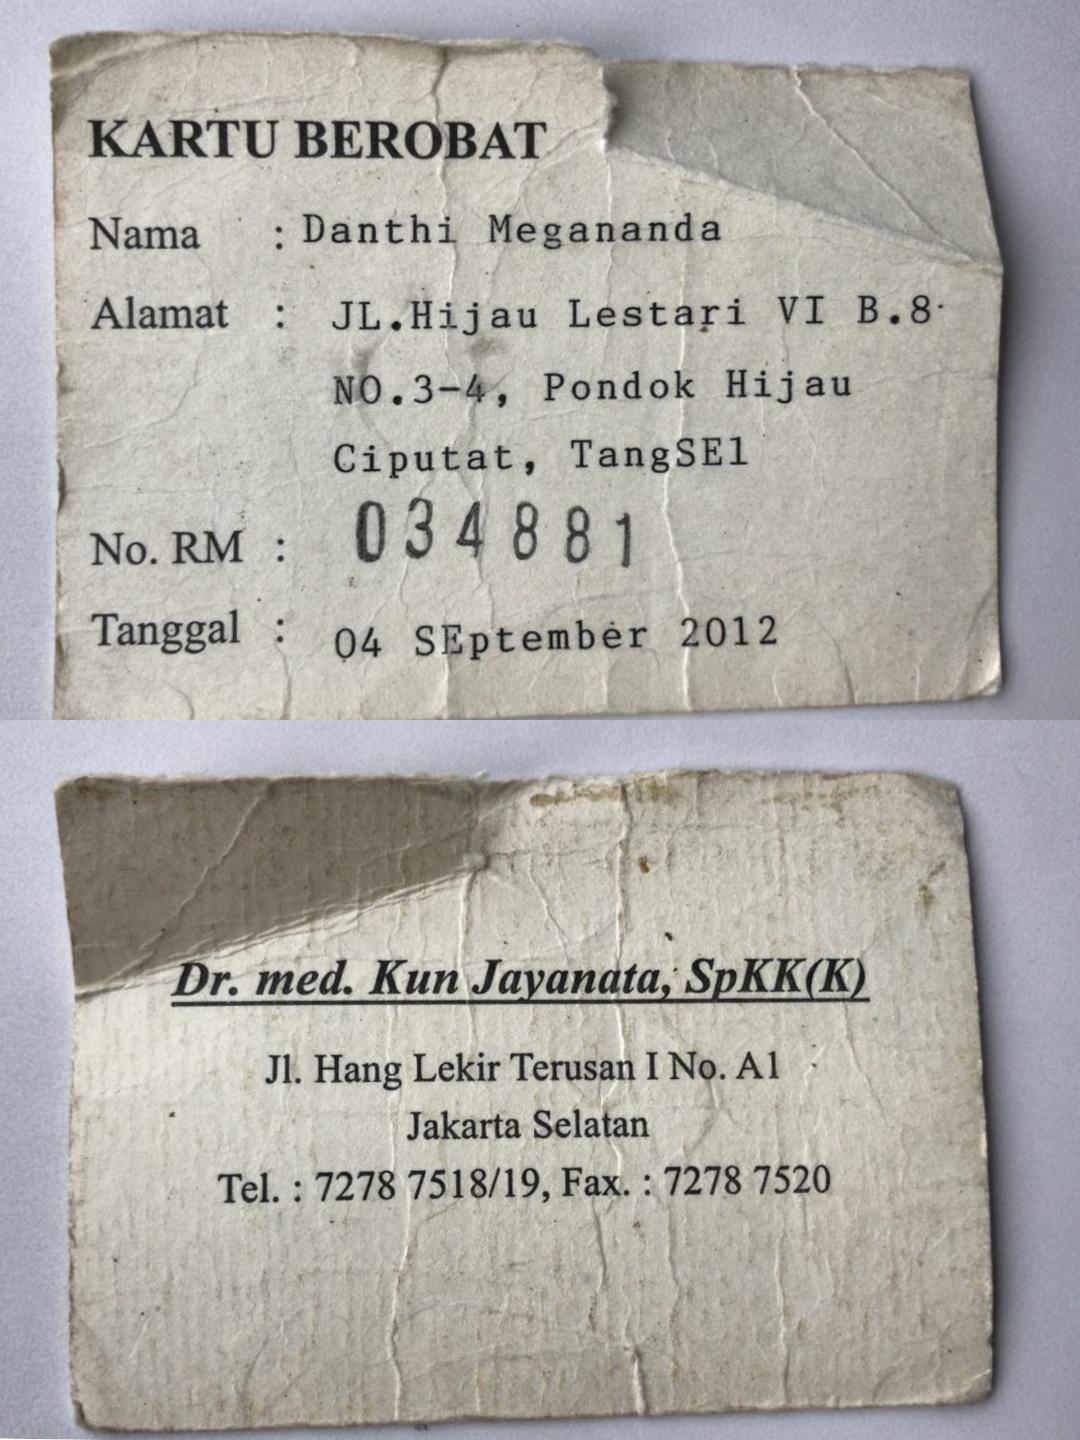 KARTU BEROBAT
Nama : Danthi Megananda
Alamat : JL.Hijau Lestari VI B.8
NO.3-4, Pondok Hijau
Ciputat, TangSEl
No. RM : 034881
Tanggal : 04 SEptember 2012
Dr. med. Kun Jayanata, SpKK(K)
Jl. Hang Lekir Terusan I No. A1
Jakarta Selatan
Tel. : 7278 7518/19, Fax. : 7278 7520